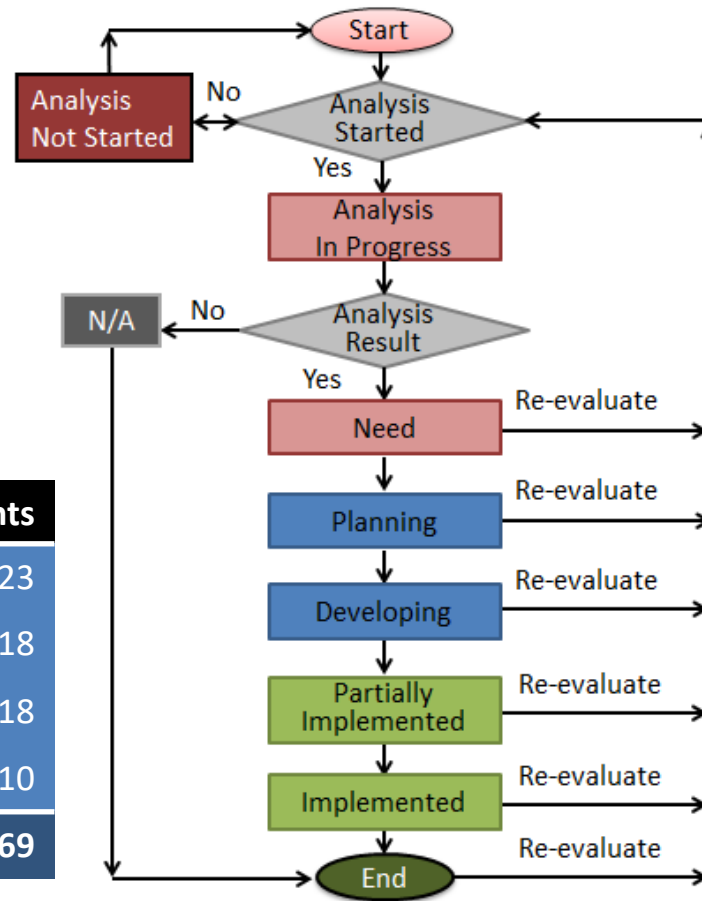 Start
Analysis
Not Started
No
Analysis
Started
Yes
Analysis
In Progress
N/A
No
Analysis
Result
Yes
Need
Re-evaluate
Planning
Re-evaluate
Developing
Re-evaluate
Partially
Implemented
Re-evaluate
Implemented
Re-evaluate
End
Re-evaluate
23
18
18
10
69